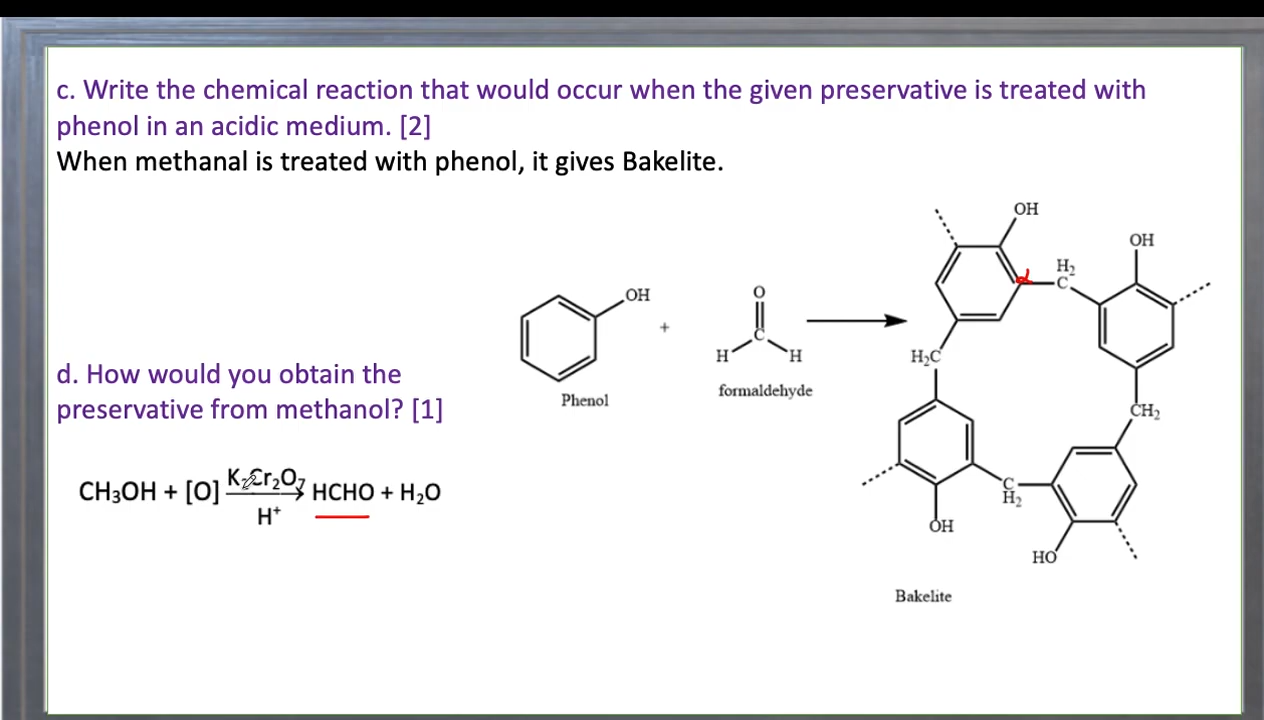 c. Write the chemical reaction that would occur when the given preservative is treated with
phenol in an acidic medium. [2]
When methanal is treated with phenol, it gives Bakelite.
OH
+
O
C
H
H
Phenol
formaldehyde
OH
OH
H₂
C
H₂C
CH₂
C
H₂
OH
HO
Bakelite
d. How would you obtain the
preservative from methanol? [1]
CH₃OH + [O] K₂Cr₂O₇ HCHO + H₂O
H⁺